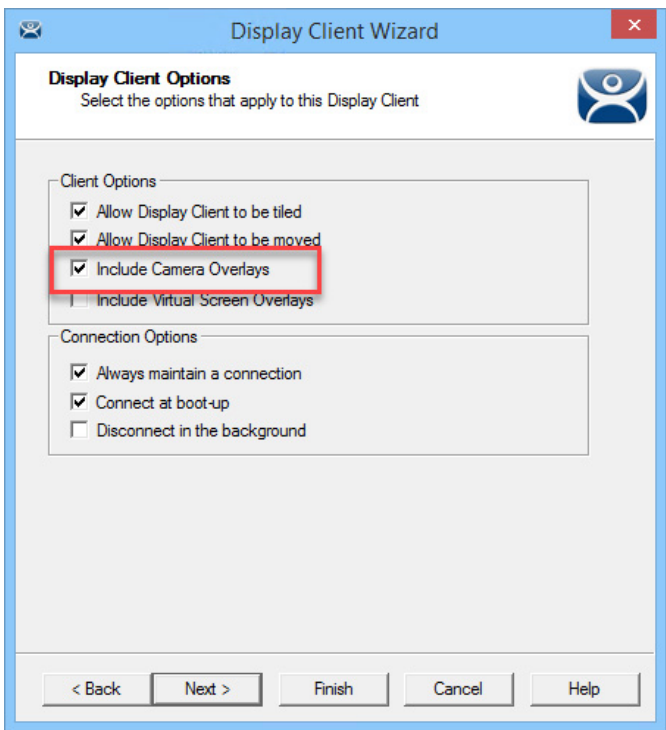 Display Client Wizard
Display Client Options
Select the options that apply to this Display Client
Client Options
Allow Display Client to be tiled
Allow Display Client to be moved
Include Camera Overlays
Include Virtual Screen Overlays
Connection Options
Always maintain a connection
Connect at boot-up
Disconnect in the background
< Back Next > Finish Cancel Help